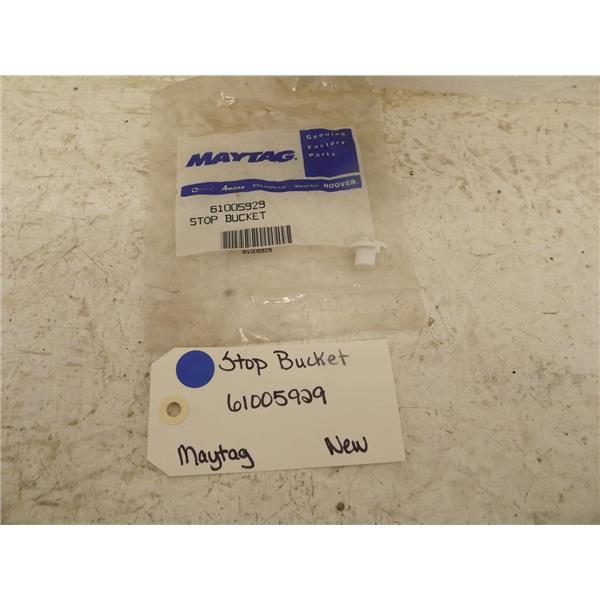 MAYTAG
Genuine
Factory
Parts
Amana
HOOVER
61005929
STOP BUCKET
61005929
Stop Bucket
61005929
Maytag New